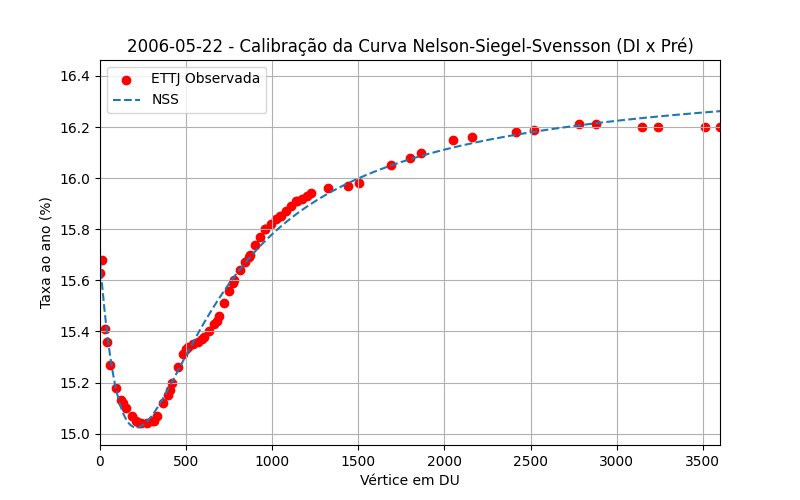 2006-05-22 - Calibração da Curva Nelson-Siegel-Svensson (DI x Pré)
ETTJ Observada
NSS
Taxa ao ano (%)
16.4
16.2
16.0
15.8
15.6
15.4
15.2
15.0
0 500 1000 1500 2000 2500 3000 3500
Vértice em DU